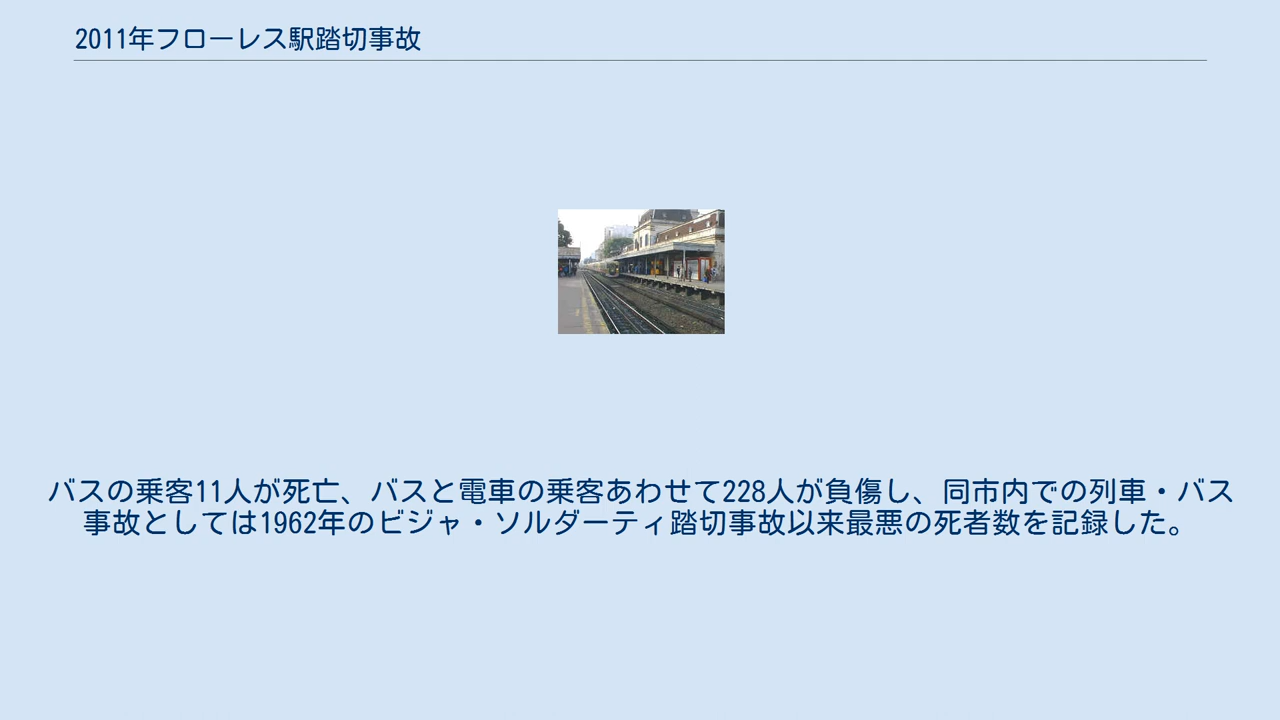 2011年フローレス駅踏切事故
バスの乗客11人が死亡、バスと電車の乗客あわせて228人が負傷し、同市内での列車・バス
事故としては1962年のビジャ・ソルダーティ踏切事故以来最悪の死者数を記録した。